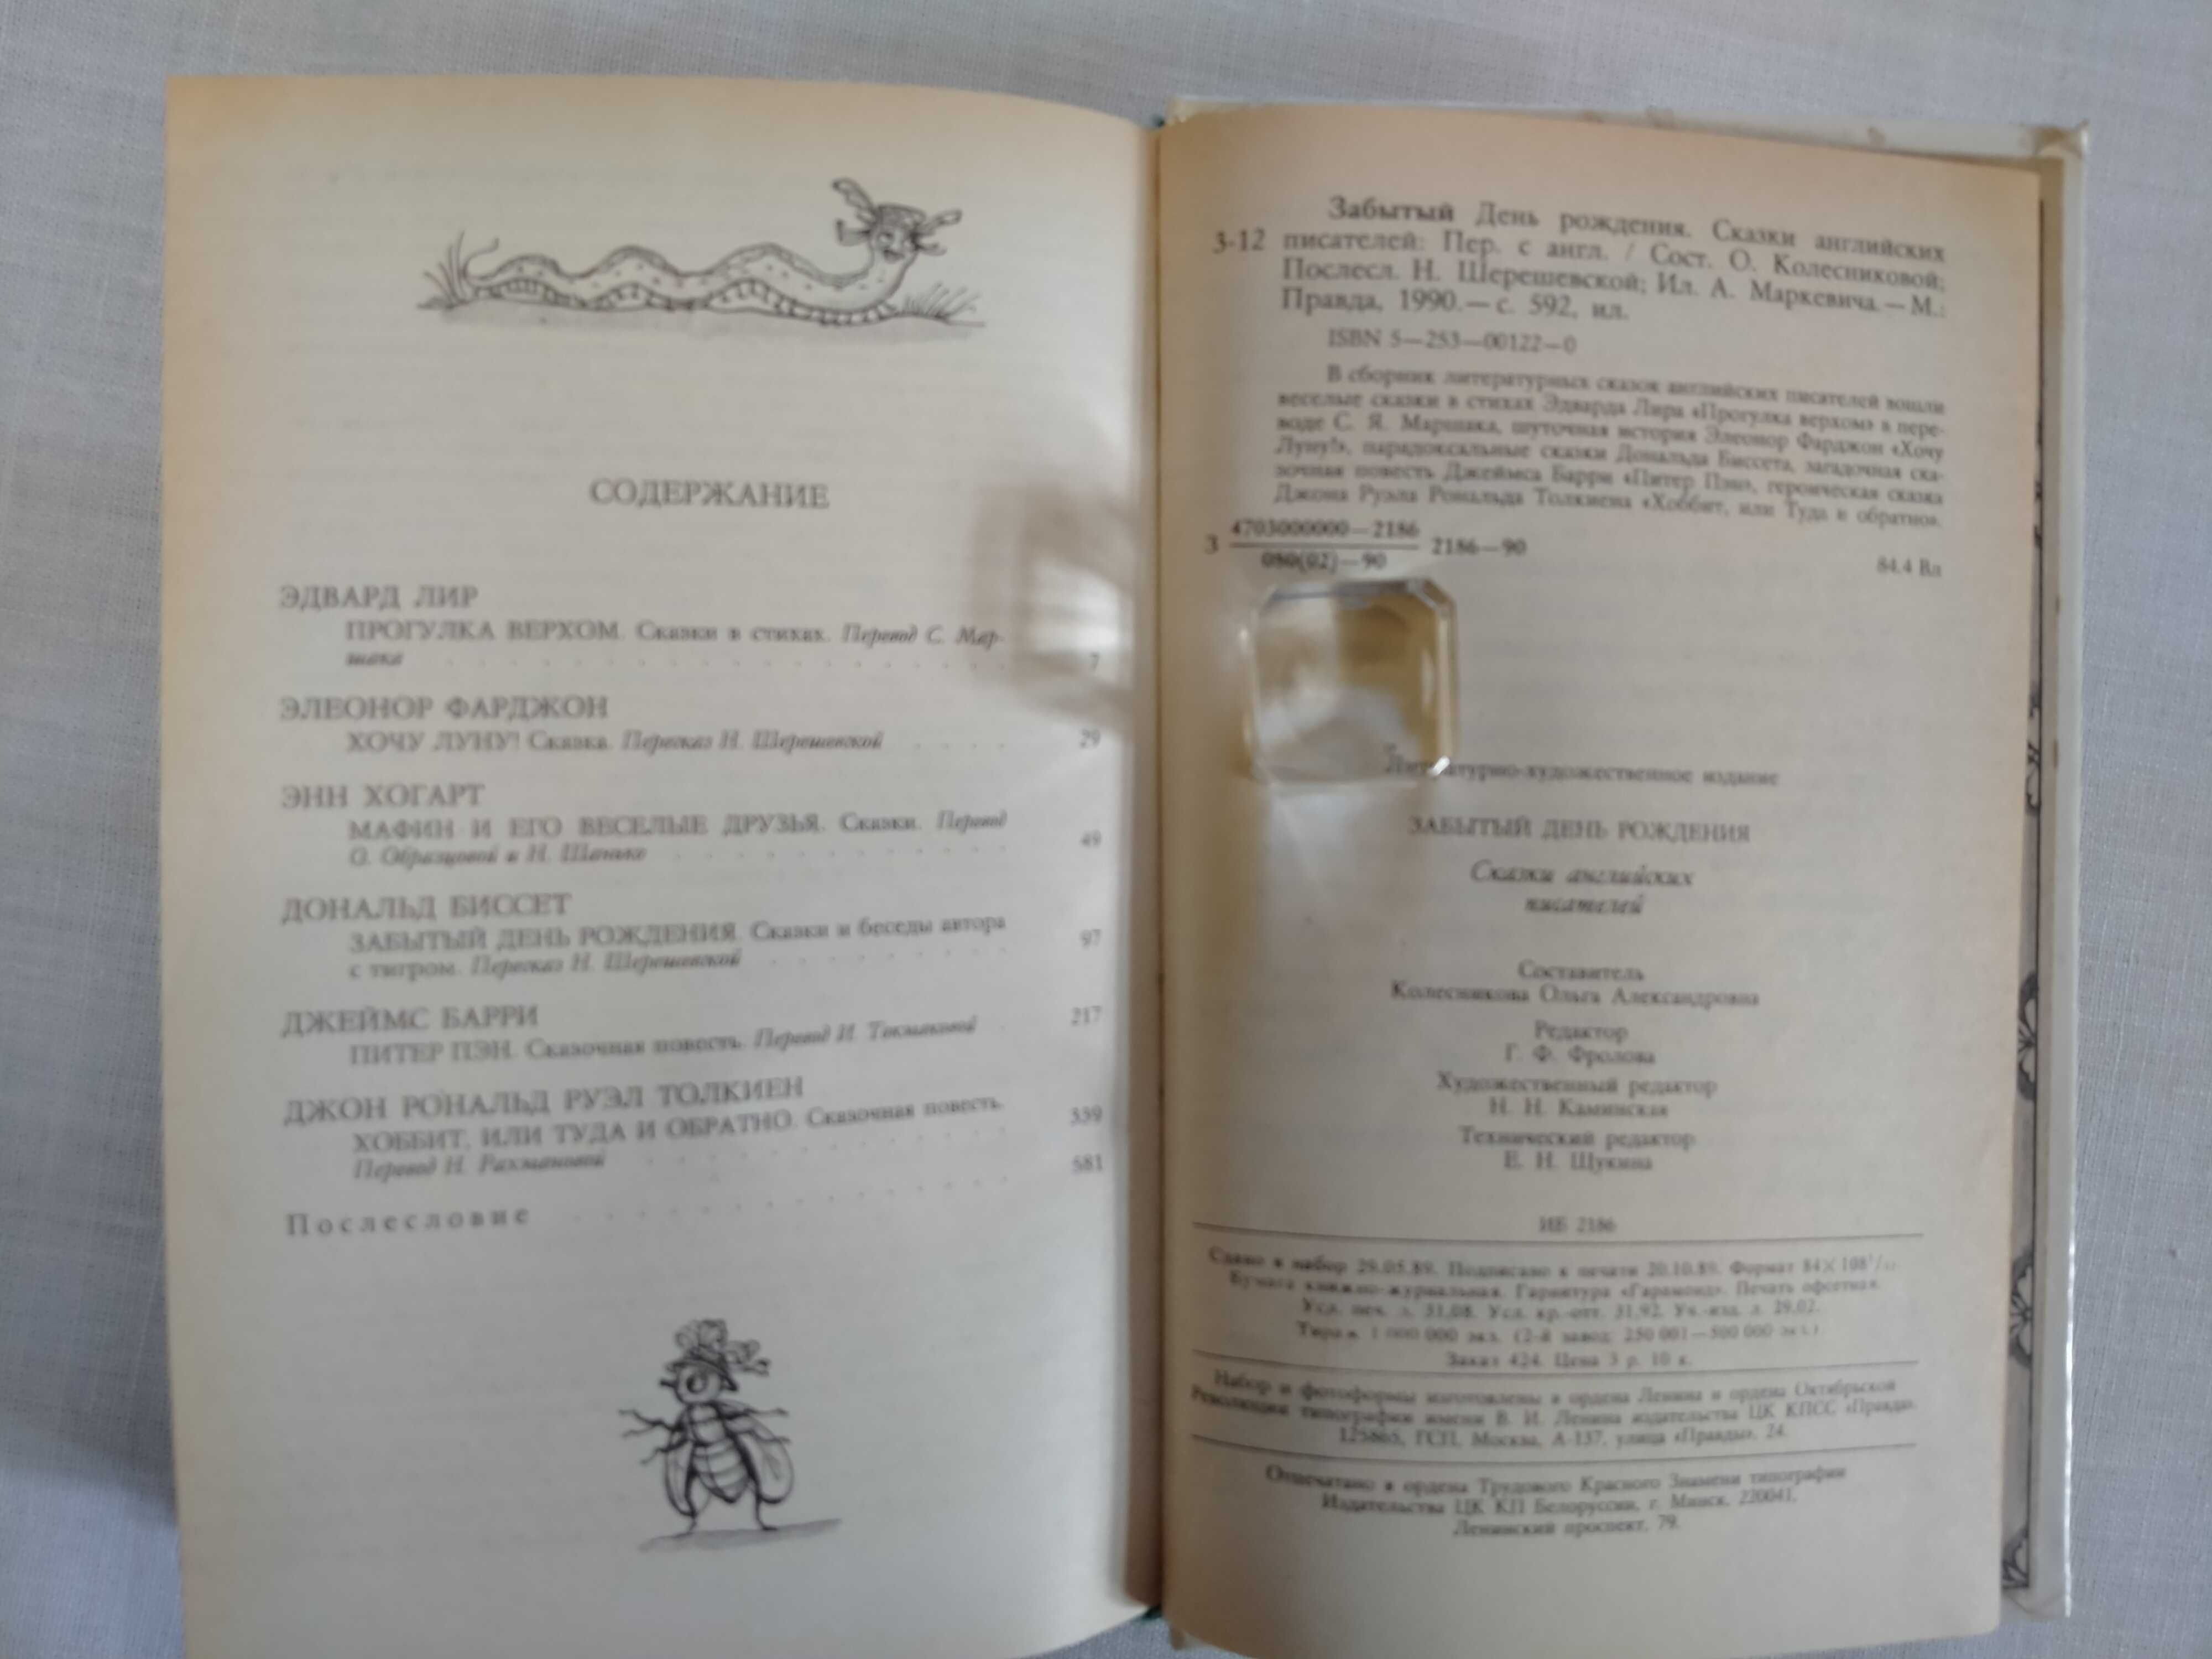 СОДЕРЖАНИЕ
ЭДВАРД ЛИР
ПРОГУЛКА ВЕРХОМ. Сказки в стихах. Перевод С. Мар-
шака 7
ЭЛЕОНОР ФАРДЖОН
ХОЧУ ЛУНУ! Сказка. Пересказ Н. Шерешевской 29
ЭНН ХОГАРТ
МАФИН И ЕГО ВЕСЕЛЫЕ ДРУЗЬЯ. Сказки. Перевод
О. Образцовой и Н. Шанько 49
ДОНАЛЬД БИССЕТ
ЗАБЫТЫЙ ДЕНЬ РОЖДЕНИЯ. Сказки и беседы автора
с тигром. Пересказ Н. Шерешевской 97
ДЖЕЙМС БАРРИ
ПИТЕР ПЭН. Сказочная повесть. Перевод И. Токмаковой 217
ДЖОН РОНАЛЬД РУЭЛ ТОЛКИЕН
ХОББИТ, ИЛИ ТУДА И ОБРАТНО. Сказочная повесть.
Перевод Н. Рахмановой 339
Послесловие 581
Забытый День рождения. Сказки английских
3-12 писателей: Пер. с англ. / Сост. О. Колесниковой;
Послесл. Н. Шерешевской; Ил. А. Маркевича.—М.:
Правда, 1990.—с. 592, ил.
ISBN 5—253—00122—0
В сборник литературных сказок английских писателей вошли
веселые сказки в стихах Эдварда Лира «Прогулка верхом» в пере-
воде С. Я. Маршака, шуточная история Элеонор Фарджон «Хочу
Луну!», парадоксальные сказки Дональда Биссета, загадочная ска-
зочная повесть Джеймса Барри «Питер Пэн», героическая сказка
Джона Руэла Рональда Толкиена «Хоббит, или Туда и обратно».
З 4703000000—2186
080(02)—90 2186—90
84.4 Вл
Литературно-художественное издание
ЗАБЫТЫЙ ДЕНЬ РОЖДЕНИЯ
Сказки английских
писателей
Составитель
Колесникова Ольга Александровна
Редактор
Г. Ф. Фролова
Художественный редактор
Н. Н. Каминская
Технический редактор
Е. Н. Щукина
ИБ 2186
Сдано в набор 29.05.89. Подписано к печати 20.10.89. Формат 84×108¹/₃₂.
Бумага книжно-журнальная. Гарнитура «Гарамонд». Печать офсетная.
Усл. печ. л. 31,08. Усл. кр.-отт. 31,92. Уч.-изд. л. 29,02.
Тираж 1 000 000 экз. (2-й завод: 250 001—500 000 экз.)
Заказ 424. Цена 3 р. 10 к.
Набор и фотоформы изготовлены в ордена Ленина и ордена Октябрьской
Революции типографии имени В. И. Ленина издательства ЦК КПСС «Правда».
125865, ГСП, Москва, А-137, улица «Правды», 24.
Отпечатано в ордена Трудового Красного Знамени типографии
Издательства ЦК КП Белоруссии, г. Минск, 220041,
Ленинский проспект, 79.